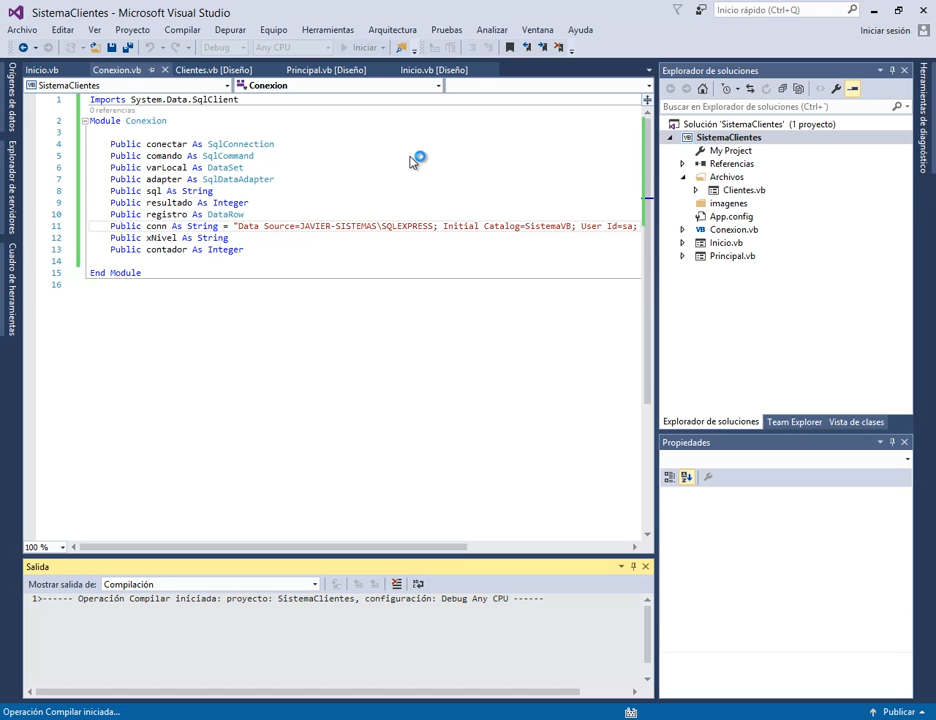 SistemaClientes - Microsoft Visual Studio
Inicio rápido (Ctrl+Q)
Archivo Editar Ver Proyecto Compilar Depurar Equipo Herramientas Arquitectura Pruebas Analizar Ventana Ayuda
Iniciar sesión
Debug Any CPU Iniciar
Orígenes de datos
Explorador de servidores
Cuadro de herramientas
Inicio.vb Conexion.vb Clientes.vb [Diseño] Principal.vb [Diseño] Inicio.vb [Diseño]
SistemaClientes Conexion
1 Imports System.Data.SqlClient
0 referencias
2 Module Conexion
3
4 Public conectar As SqlConnection
5 Public comando As SqlCommand
6 Public varLocal As DataSet
7 Public adapter As SqlDataAdapter
8 Public sql As String
9 Public resultado As Integer
10 Public registro As DataRow
11 Public conn As String = "Data Source=JAVIER-SISTEMAS\SQLEXPRESS; Initial Catalog=SistemaVB; User Id=sa;
12 Public xNivel As String
13 Public contador As Integer
14
15 End Module
16
100 %
Salida
Mostrar salida de: Compilación
1>------ Operación Compilar iniciada: proyecto: SistemaClientes, configuración: Debug Any CPU ------
Explorador de soluciones
Buscar en Explorador de soluciones (Ctrl+')
Solución 'SistemaClientes' (1 proyecto)
SistemaClientes
My Project
Referencias
Archivos
Clientes.vb
imagenes
App.config
Conexion.vb
Inicio.vb
Principal.vb
Explorador de soluciones Team Explorer Vista de clases
Propiedades
Herramientas de diagnóstico
Operación Compilar iniciada...
Publicar